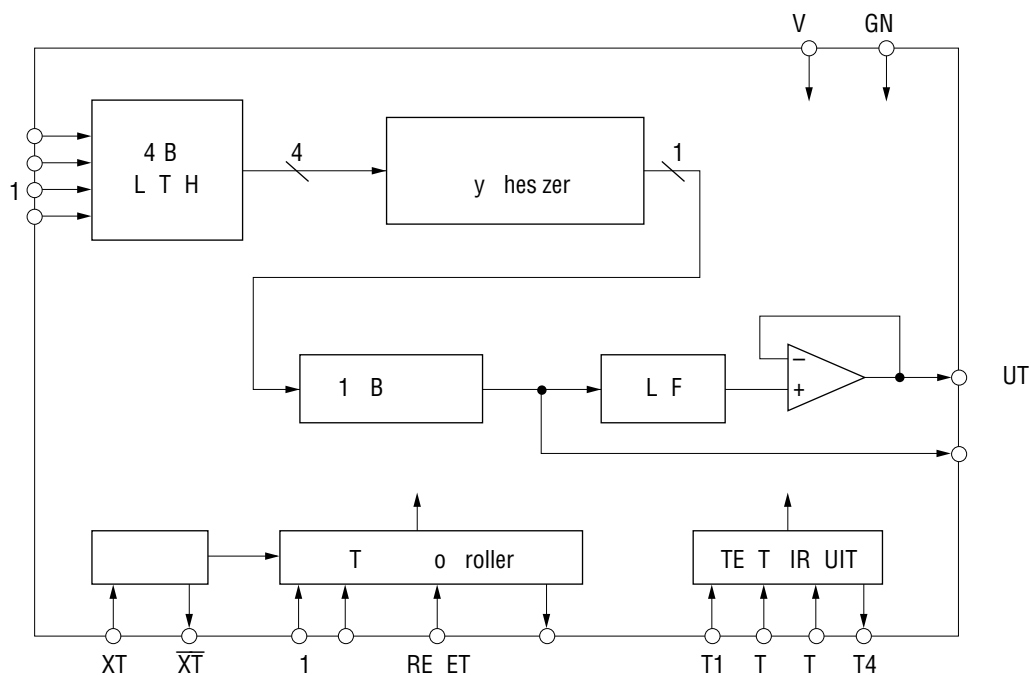 V GN
4 B
L T H
4
y hes zer
1
1
1 B
L F
−
+
UT
T o roller
TE T IR UIT
XT
X̅T̅
1
RE ET
T1
T
T
T4